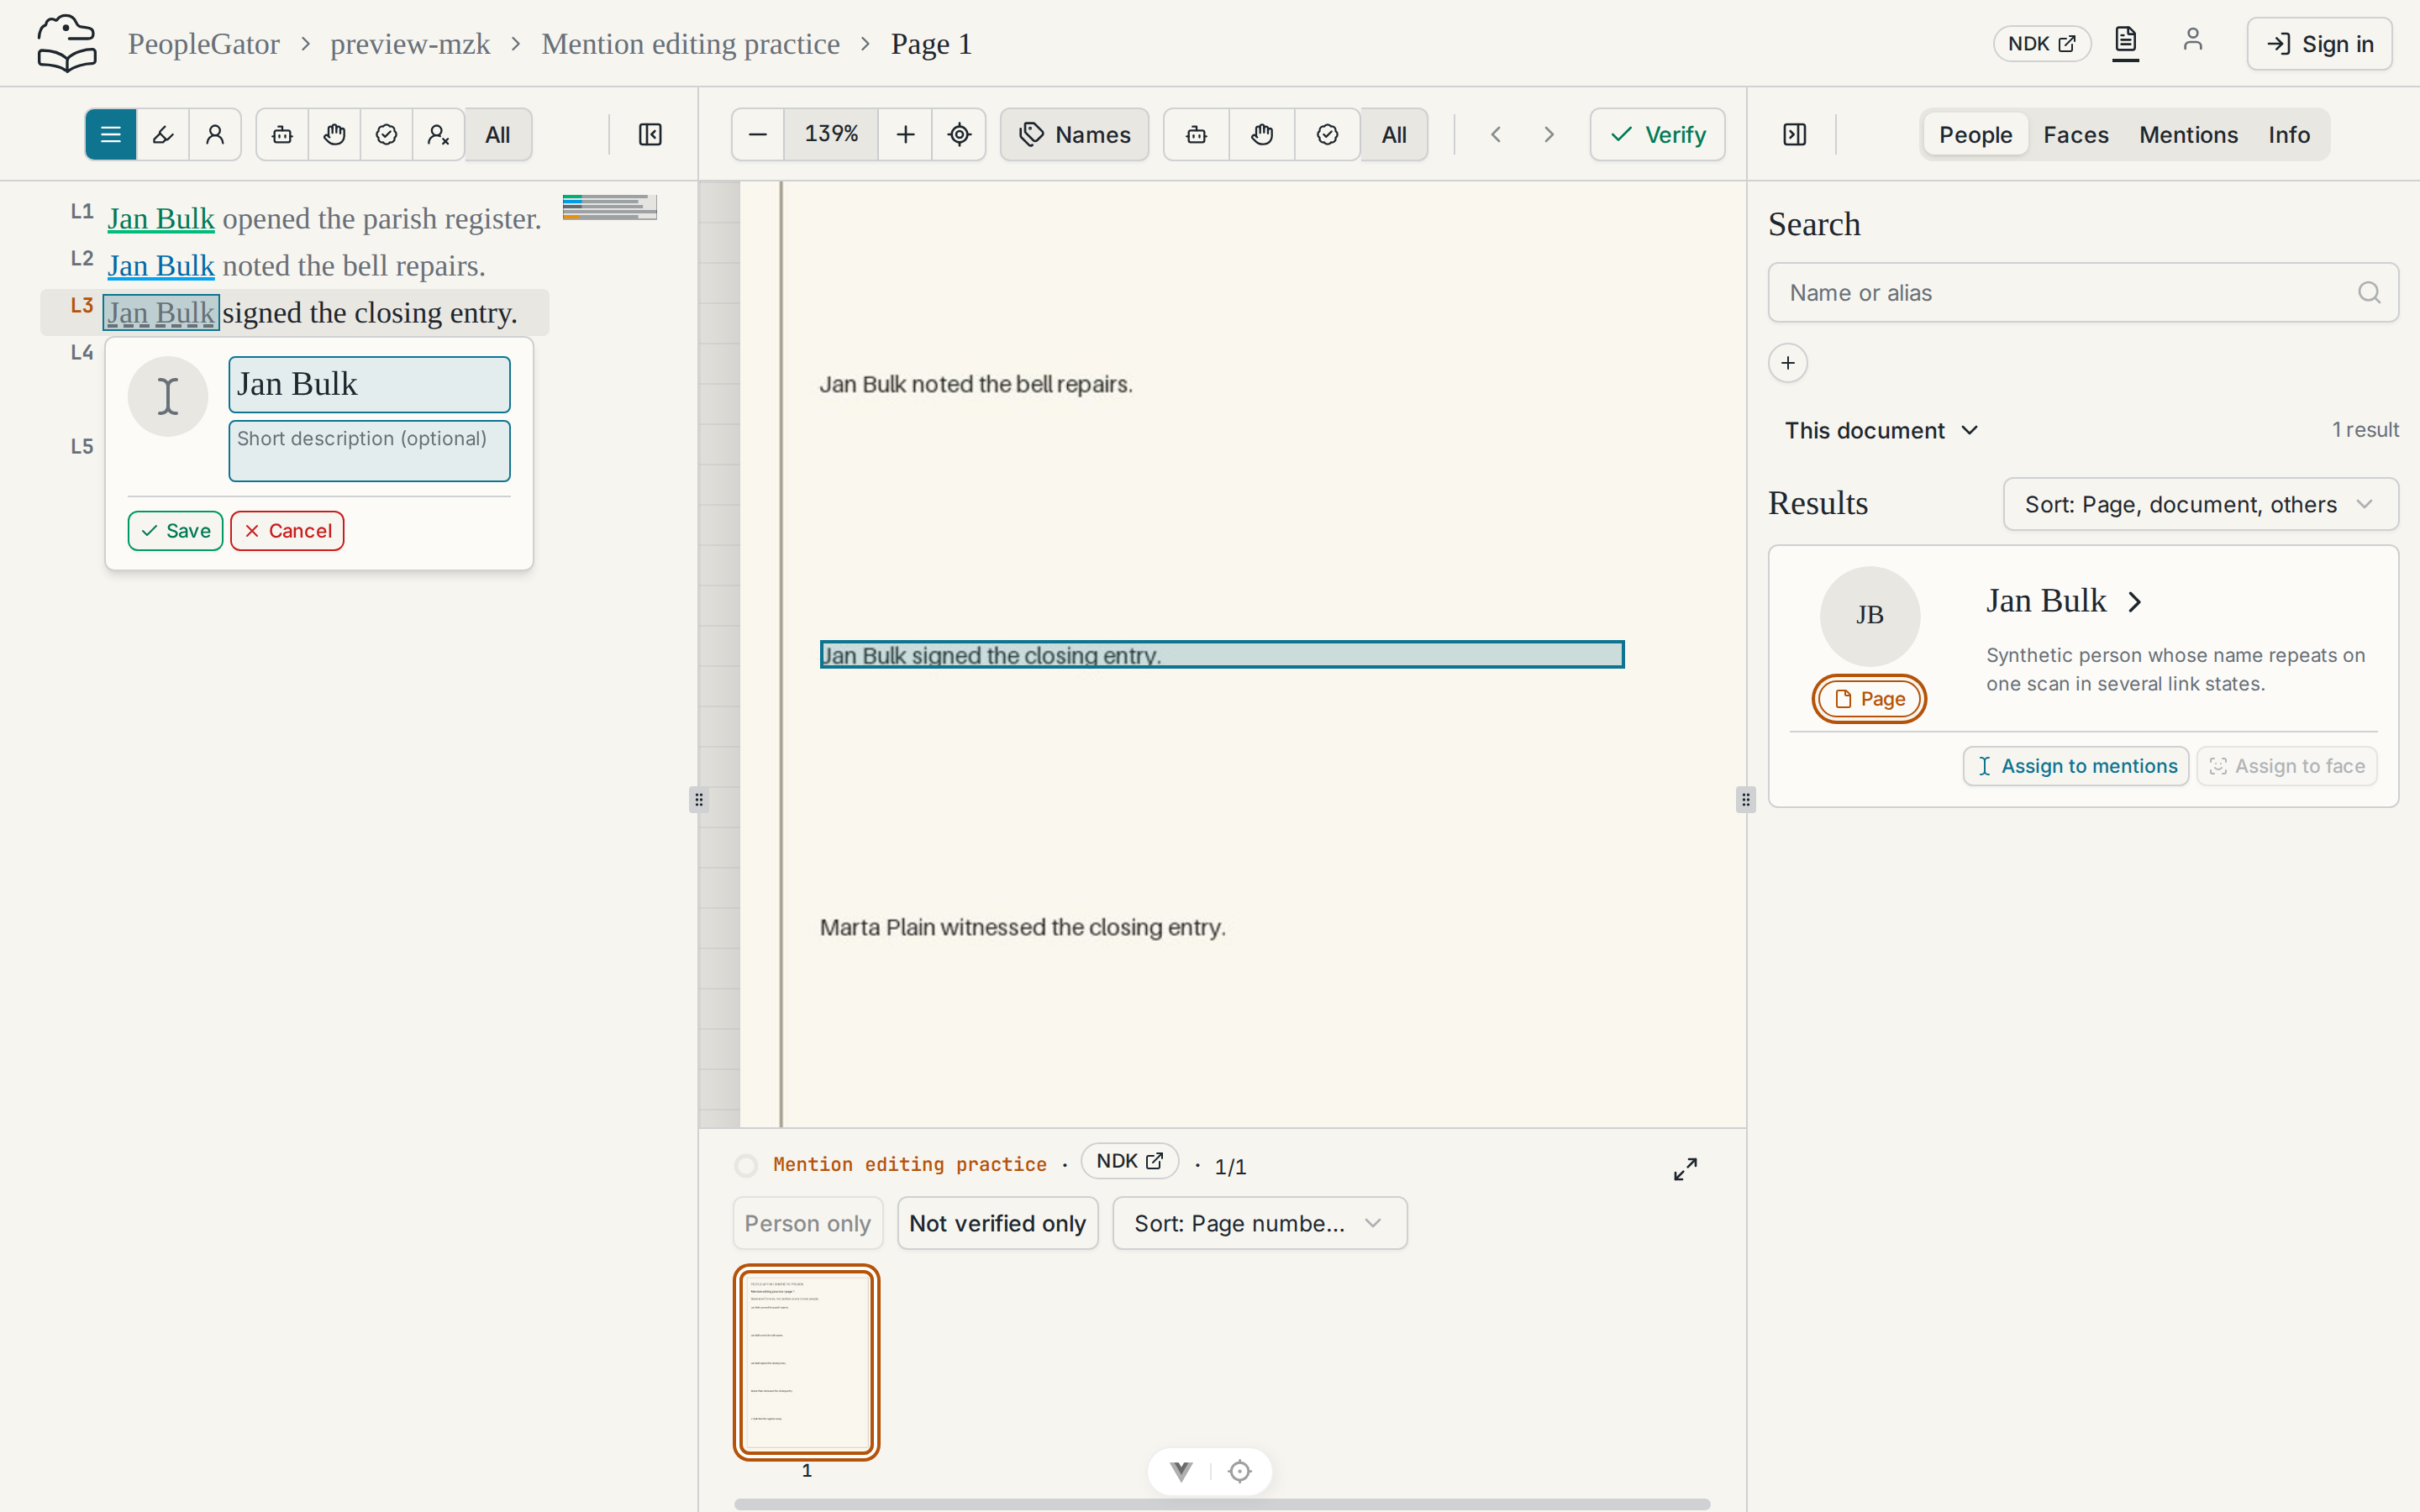 PeopleGator > preview-mzk > Mention editing practice > Page 1
NDK
Sign in
All
139%
Names
All
Verify
People Faces Mentions Info
L1 Jan Bulk opened the parish register.
L2 Jan Bulk noted the bell repairs.
L3 Jan Bulk signed the closing entry.
L4
Jan Bulk
Short description (optional)
L5
Save Cancel
Jan Bulk noted the bell repairs.
Jan Bulk signed the closing entry.
Marta Plain witnessed the closing entry.
Mention editing practice · NDK · 1/1
Person only
Not verified only
Sort: Page numbe...
1
Search
Name or alias
This document
1 result
Results
Sort: Page, document, others
JB
Jan Bulk
Synthetic person whose name repeats on
one scan in several link states.
Page
Assign to mentions
Assign to face